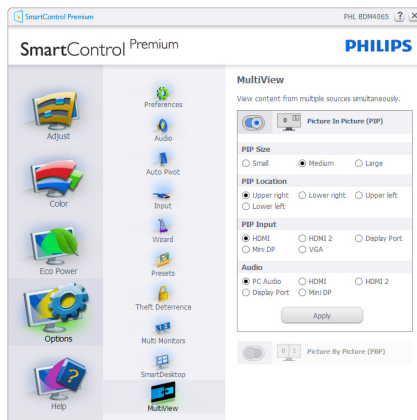 SmartControl Premium
PHL BDM4065
SmartControl Premium
PHILIPS
Adjust
Color
Eco Power
Options
Help
Preferences
Audio
Auto Pivot
Input
Wizard
Presets
Theft Deterrence
Multi Monitors
SmartDesktop
MultiView
MultiView
View content from multiple sources simultaneously.
Picture In Picture (PIP)
PIP Size
Small Medium Large
PIP Location
Upper right Lower right Upper left
Lower left
PIP Input
HDMI HDMI 2 Display Port
Mini DP VGA
Audio
PC Audio HDMI HDMI 2
Display Port Mini DP
Apply
0 1 Picture By Picture (PBP)